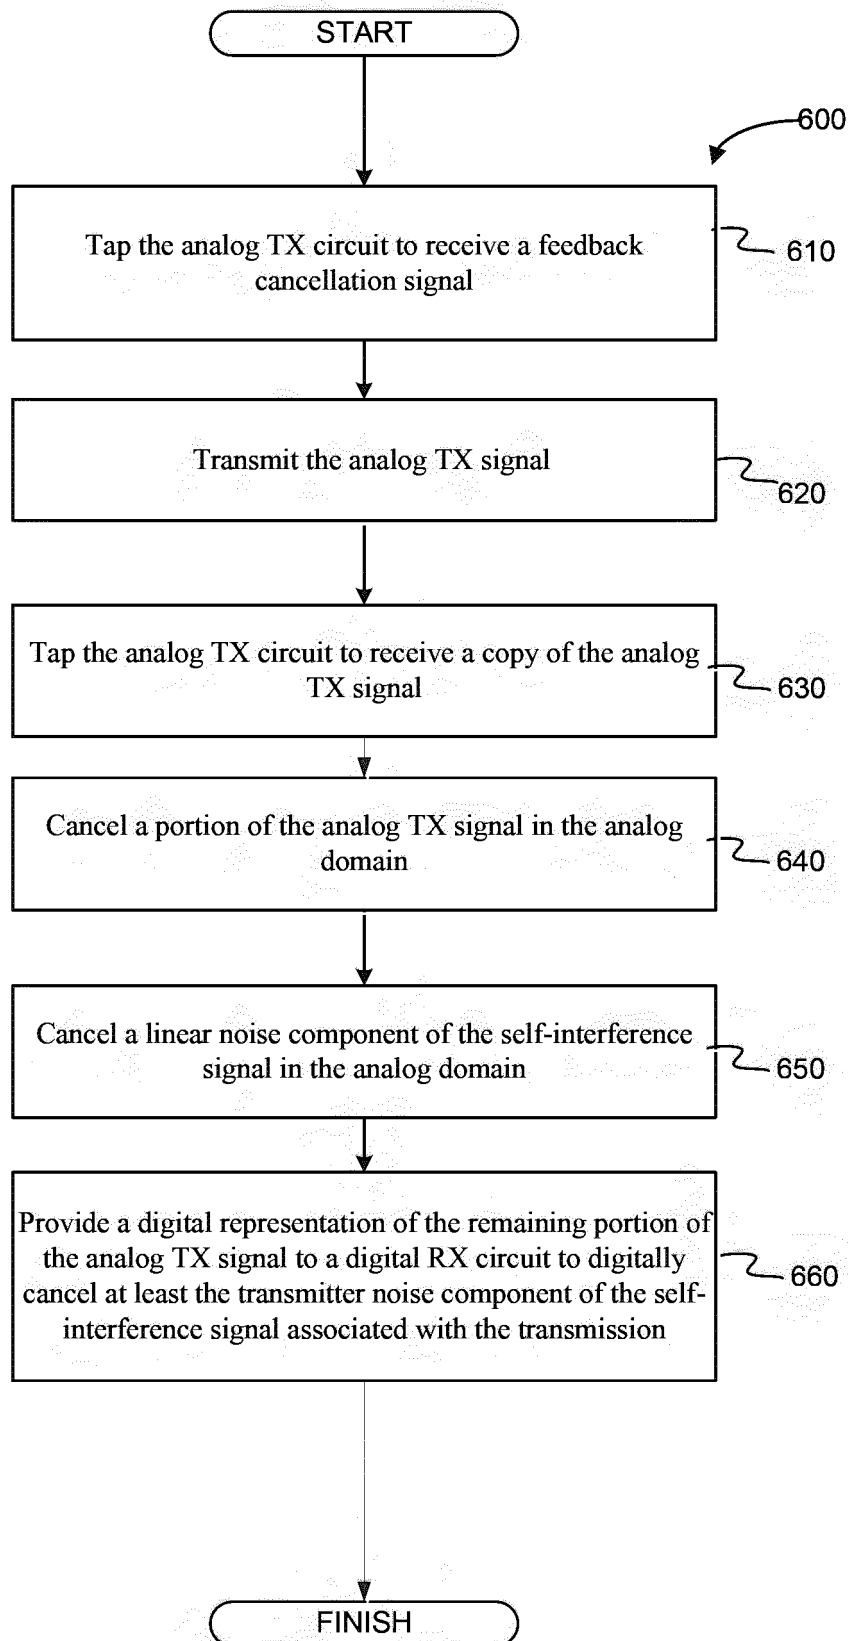 START
600
Tap the analog TX circuit to receive a feedback
cancellation signal
610
Transmit the analog TX signal
620
Tap the analog TX circuit to receive a copy of the analog
TX signal
630
Cancel a portion of the analog TX signal in the analog
domain
640
Cancel a linear noise component of the self-interference
signal in the analog domain
650
Provide a digital representation of the remaining portion of
the analog TX signal to a digital RX circuit to digitally
cancel at least the transmitter noise component of the self-
interference signal associated with the transmission
660
FINISH